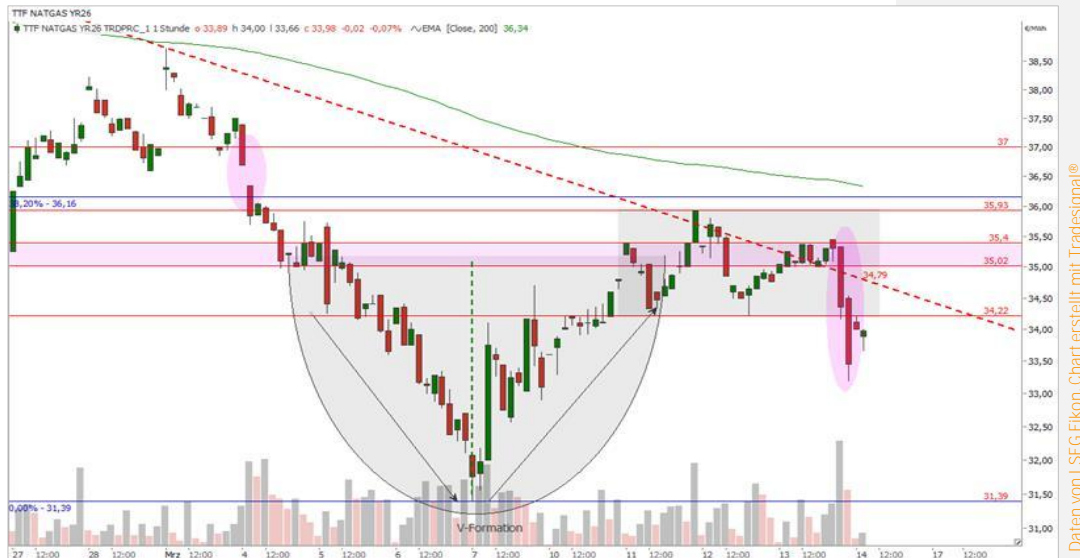 TTF NATGAS YR26
TTF NATGAS YR26 TRDPRC_1 1 Stunde o 33,89 h 34,00 l 33,66 c 33,98 -0,02 -0,07% EMA [Close, 200] 36,34
€/MWh
38,50
38,00
37,50
37
37,00
36,50
38,20% - 36,16
35,93
36,00
35,4
35,50
35,02
35,00
34,79
34,50
34,22
34,00
33,50
33,00
32,50
32,00
31,39
31,50
0,00% - 31,39
V-Formation
31,00
27 12:00 28 12:00 Mrz 12:00 4 12:00 5 12:00 6 12:00 7 12:00 10 12:00 11 12:00 12 12:00 13 12:00 14 12:00 17 12:00
Daten von LSEG Eikon Chart erstellt mit Tradesignal®